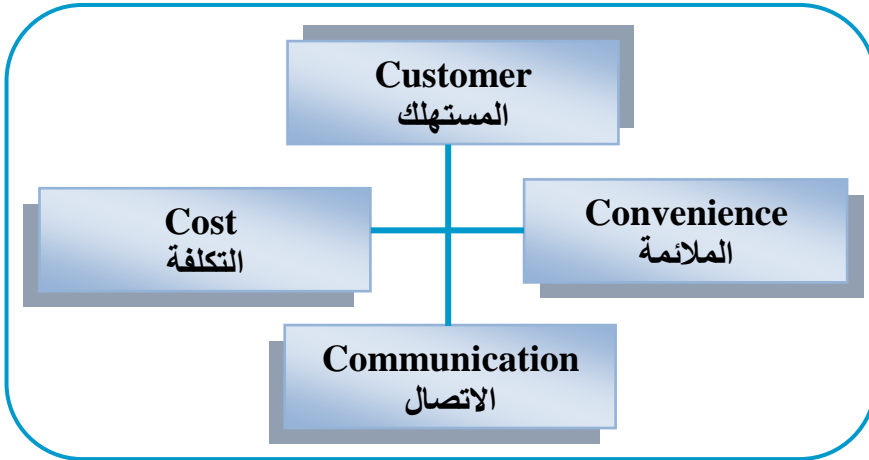 Customer
المستهلك
Cost
التكلفة
Convenience
الملائمة
Communication
الاتصال